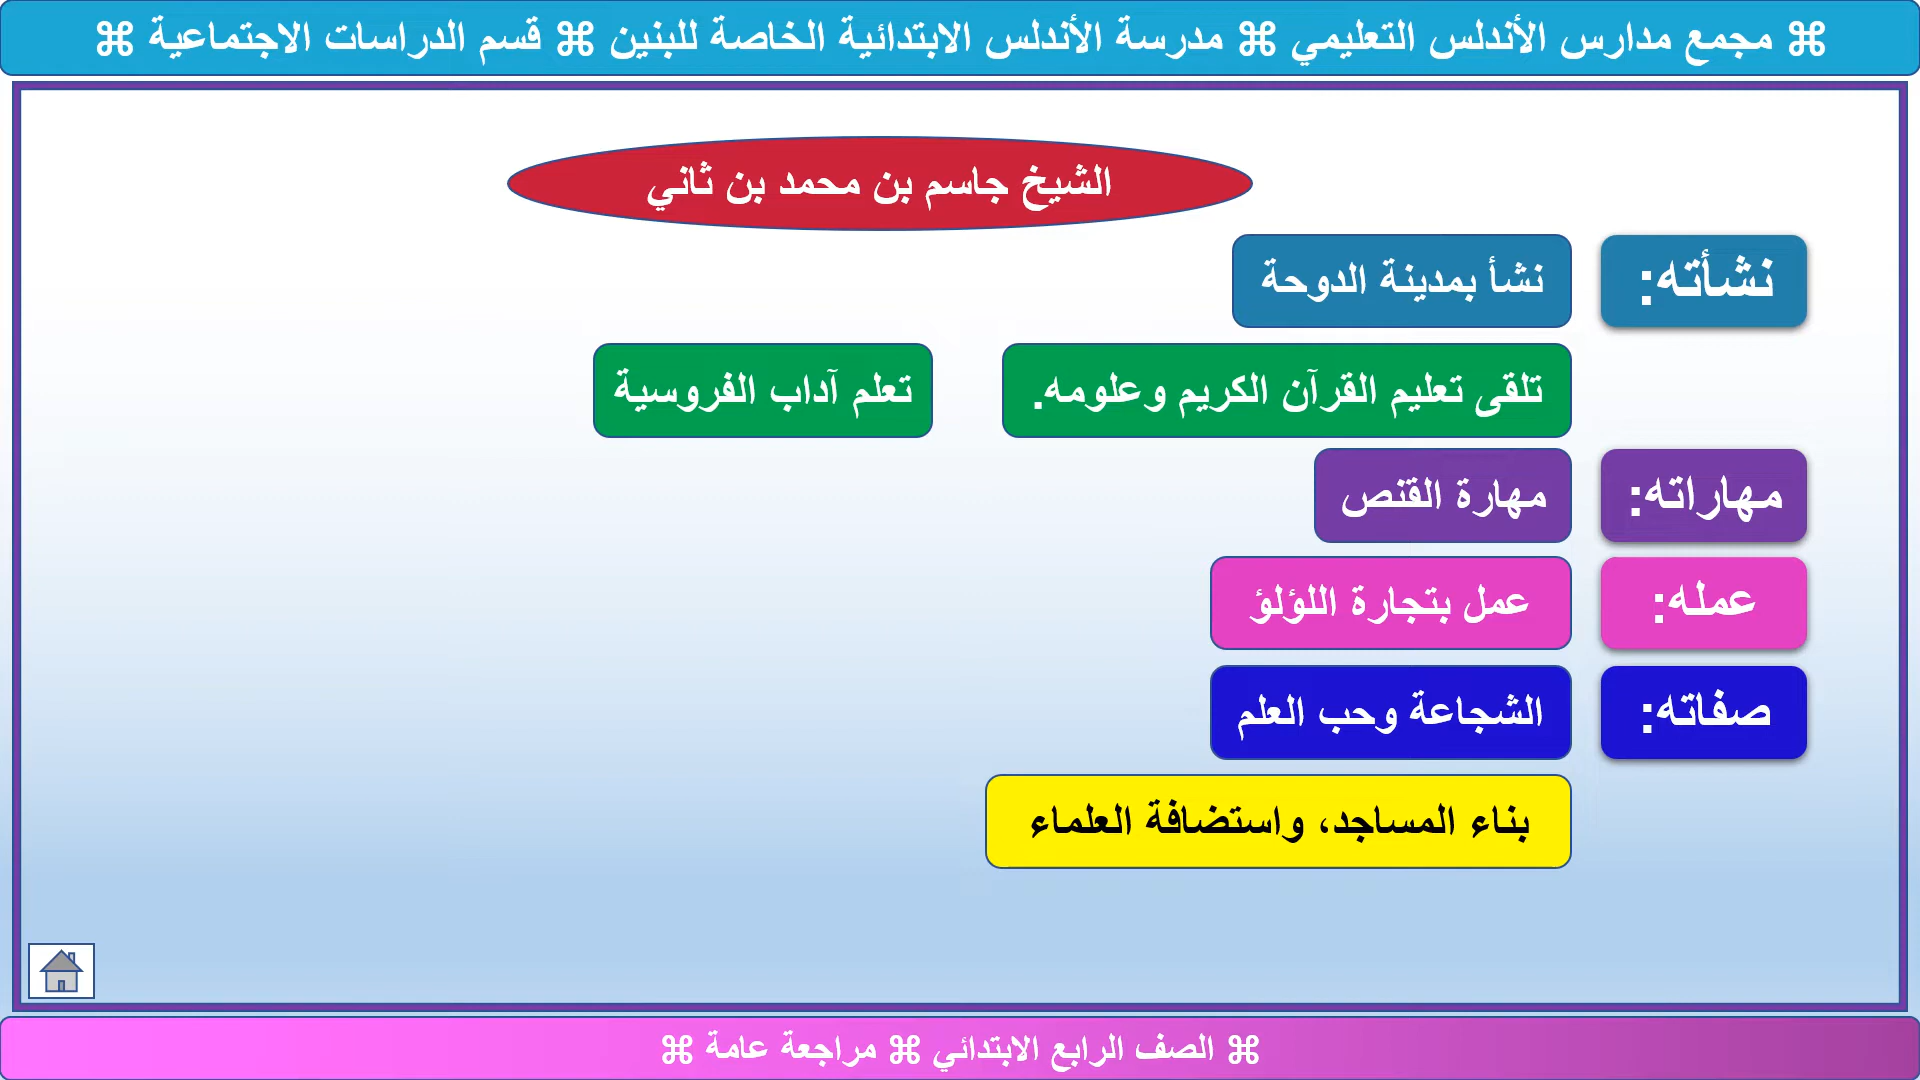 ⌘ مجمع مدارس الأندلس التعليمي ⌘ مدرسة الأندلس الابتدائية الخاصة للبنين ⌘ قسم الدراسات الاجتماعية ⌘
الشيخ جاسم بن محمد بن ثاني
نشأته: نشأ بمدينة الدوحة
تلقى تعليم القرآن الكريم وعلومه. تعلم آداب الفروسية
مهاراته: مهارة القنص
عمله: عمل بتجارة اللؤلؤ
صفاته: الشجاعة وحب العلم
بناء المساجد، واستضافة العلماء
⌘ الصف الرابع الابتدائي ⌘ مراجعة عامة ⌘